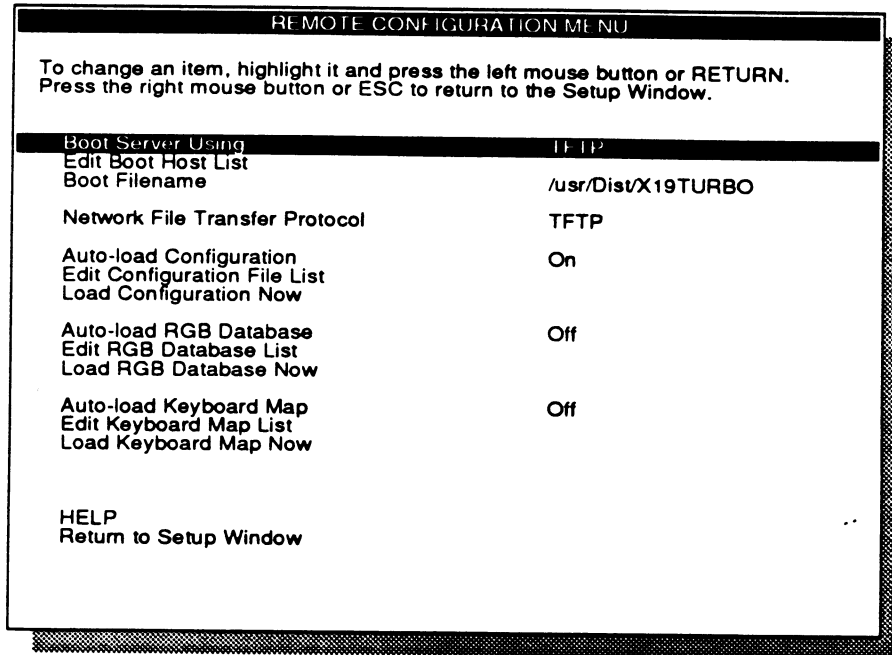 REMOTE CONFIGURATION MENU
To change an item, highlight it and press the left mouse button or RETURN.
Press the right mouse button or ESC to return to the Setup Window.
Boot Server Using TFTP
Edit Boot Host List
Boot Filename /usr/Dist/X19TURBO
Network File Transfer Protocol TFTP
Auto-load Configuration On
Edit Configuration File List
Load Configuration Now
Auto-load RGB Database Off
Edit RGB Database List
Load RGB Database Now
Auto-load Keyboard Map Off
Edit Keyboard Map List
Load Keyboard Map Now
HELP
Return to Setup Window